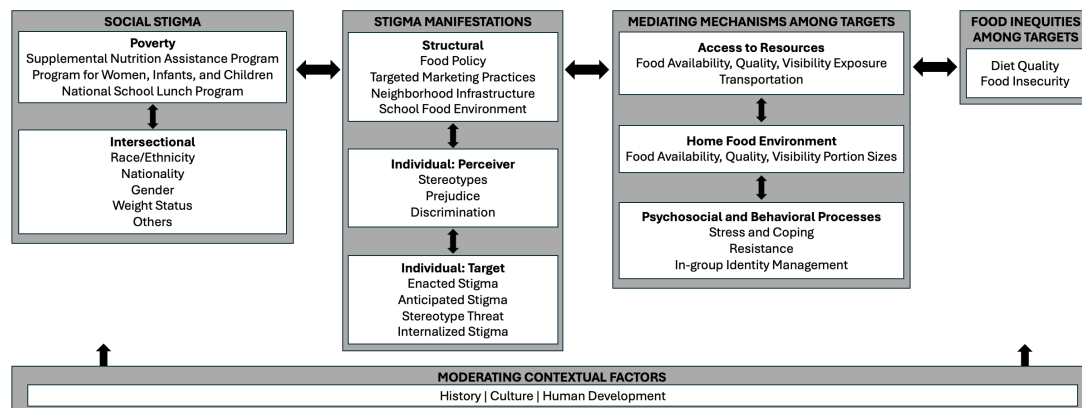 SOCIAL STIGMA
Poverty
Supplemental Nutrition Assistance Program
Program for Women, Infants, and Children
National School Lunch Program
Intersectional
Race/Ethnicity
Nationality
Gender
Weight Status
Others
STIGMA MANIFESTATIONS
Structural
Food Policy
Targeted Marketing Practices
Neighborhood Infrastructure
School Food Environment
Individual: Perceiver
Stereotypes
Prejudice
Discrimination
Individual: Target
Enacted Stigma
Anticipated Stigma
Stereotype Threat
Internalized Stigma
MEDIATING MECHANISMS AMONG TARGETS
Access to Resources
Food Availability, Quality, Visibility Exposure
Transportation
Home Food Environment
Food Availability, Quality, Visibility Portion Sizes
Psychosocial and Behavioral Processes
Stress and Coping
Resistance
In-group Identity Management
FOOD INEQUITIES
AMONG TARGETS
Diet Quality
Food Insecurity
MODERATING CONTEXTUAL FACTORS
History | Culture | Human Development